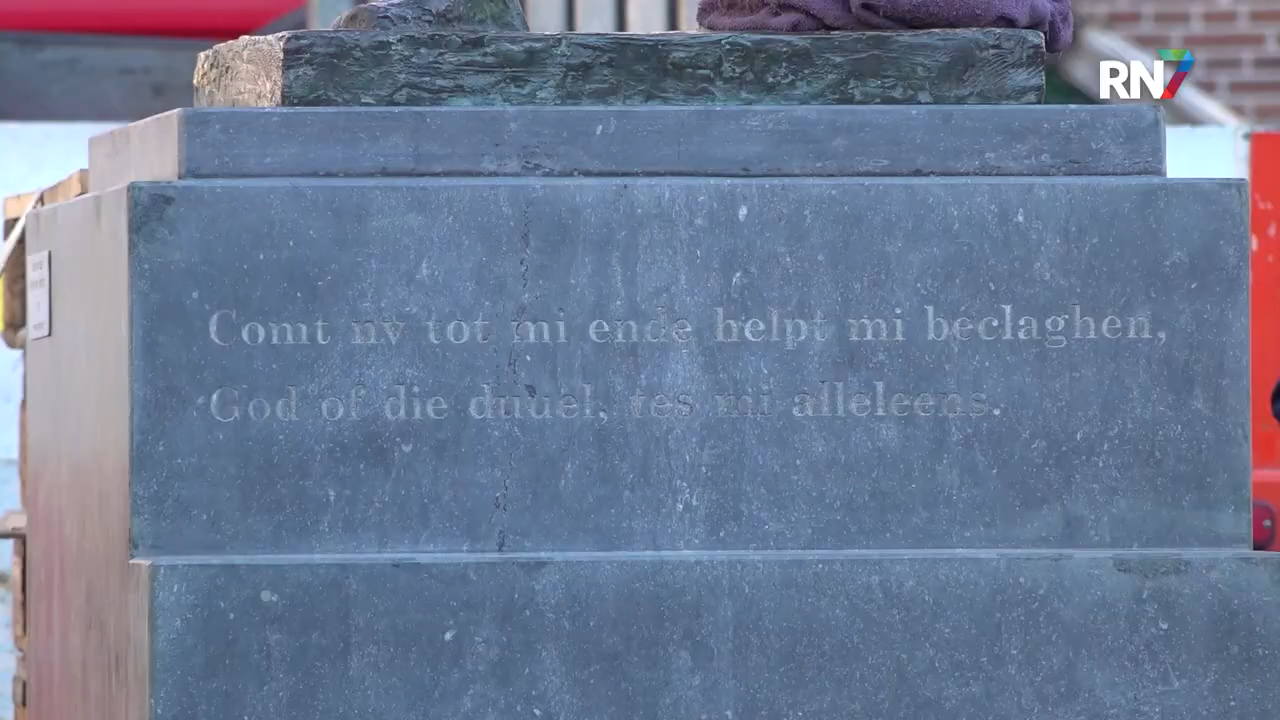 RN7
Comt nv tot mi ende helpt mi beclaghen,
God of die duuel, tes mi alleleens.